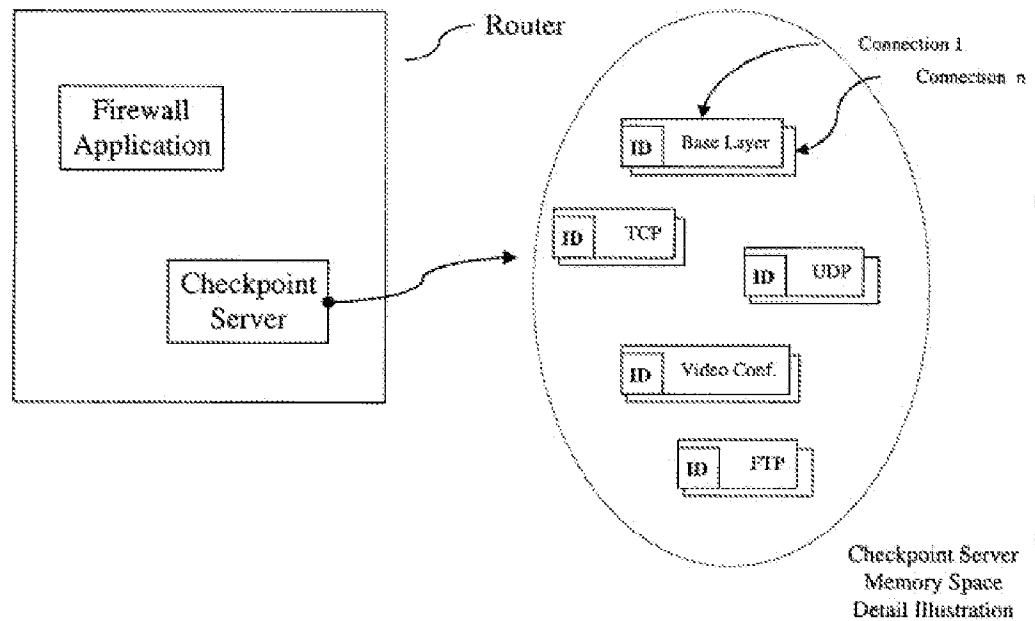 Router
Firewall
Application
Checkpoint
Server
Connection 1
Connection n
ID Base Layer
ID TCP
ID UDP
ID Video Conf.
ID FTP
Checkpoint Server
Memory Space
Detail Illustration